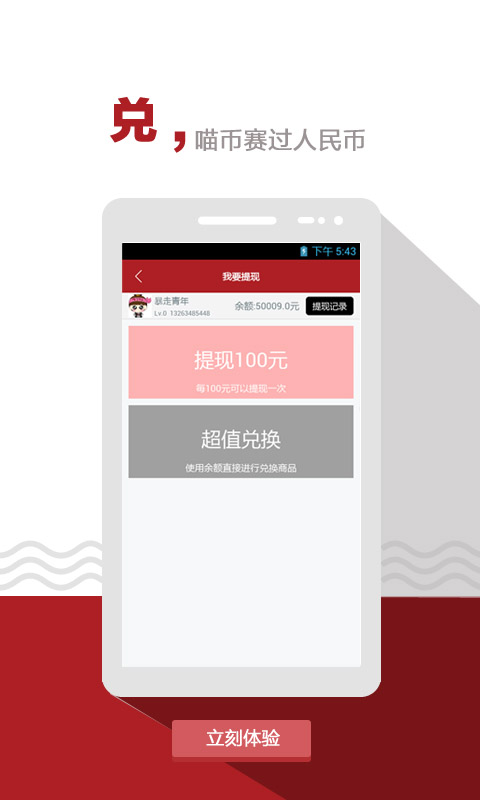 兑，喵币赛过人民币
下午 5:43
我要提现
暴走青年
余额:50009.0元
提现记录
Lv.0 13263485448
提现100元
每100元可以提现一次
超值兑换
使用余额直接进行兑换商品
立刻体验